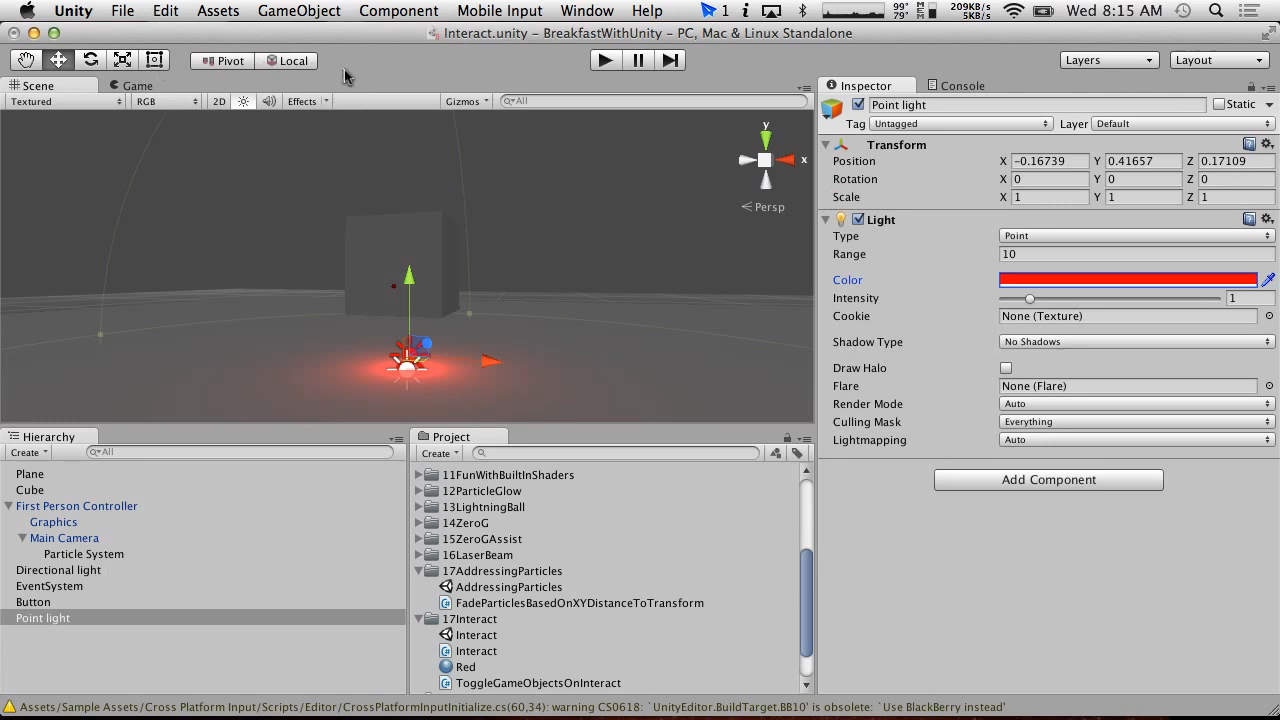 Unity File Edit Assets GameObject Component Mobile Input Window Help 1 99° 79° 209KB/s 5KB/s Wed 8:15 AM
Interact.unity - BreakfastWithUnity - PC, Mac & Linux Standalone
Pivot Local Layers Layout
Scene Game
Textured RGB 2D Effects Gizmos All
y
x
Persp
Inspector Console
Point light Static
Tag Untagged Layer Default
Transform
Position X -0.16739 Y 0.41657 Z 0.17109
Rotation X 0 Y 0 Z 0
Scale X 1 Y 1 Z 1
Light
Type Point
Range 10
Color
Intensity 1
Cookie None (Texture)
Shadow Type No Shadows
Draw Halo
Flare None (Flare)
Render Mode Auto
Culling Mask Everything
Lightmapping Auto
Add Component
Hierarchy
Create All
Plane
Cube
First Person Controller
Graphics
Main Camera
Particle System
Directional light
EventSystem
Button
Point light
Project
Create
11FunWithBuiltInShaders
12ParticleGlow
13LightningBall
14ZeroG
15ZeroGAssist
16LaserBeam
17AddressingParticles
AddressingParticles
FadeParticlesBasedOnXYDistanceToTransform
17Interact
Interact
Interact
Red
ToggleGameObjectsOnInteract
Assets/Sample Assets/Cross Platform Input/Scripts/Editor/CrossPlatformInputInitialize.cs(60,34): warning CS0618: `UnityEditor.BuildTarget.BB10' is obsolete: `Use BlackBerry instead'